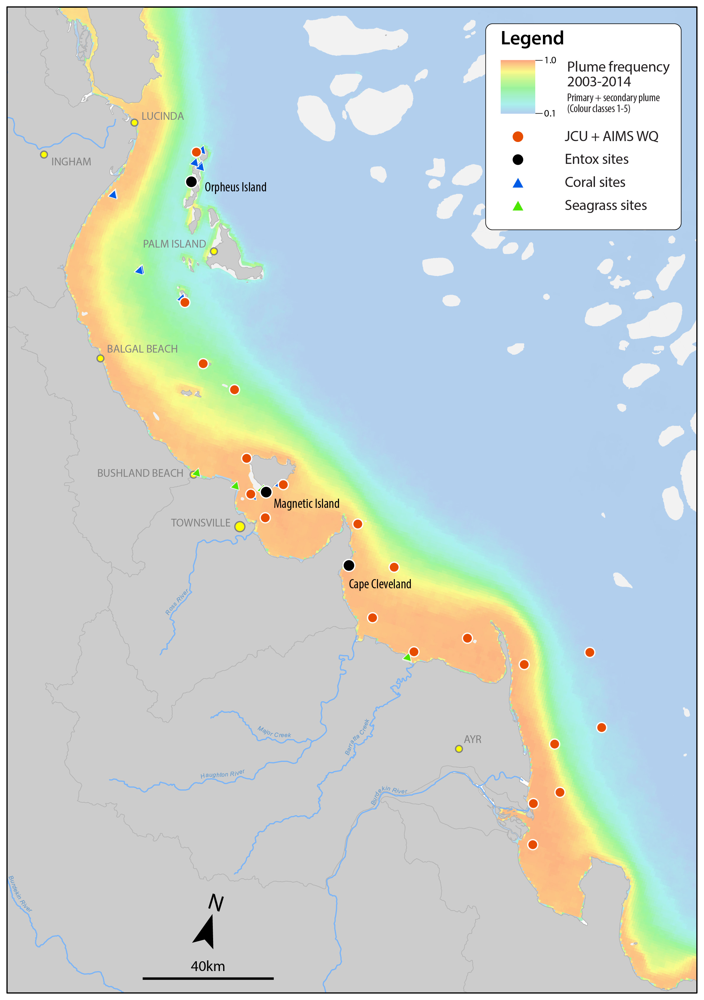 Legend
1.0
Plume frequency
2003-2014
Primary + secondary plume
(Colour classes 1-5)
0.1
JCU + AIMS WQ
Entox sites
Coral sites
Seagrass sites
LUCINDA
INGHAM
Orpheus Island
PALM ISLAND
BALGAL BEACH
BUSHLAND BEACH
Magnetic Island
TOWNSVILLE
Cape Cleveland
Ross River
Major Creek
Barratta Creek
AYR
Haughton River
Burdekin River
Burdekin River
N
40km